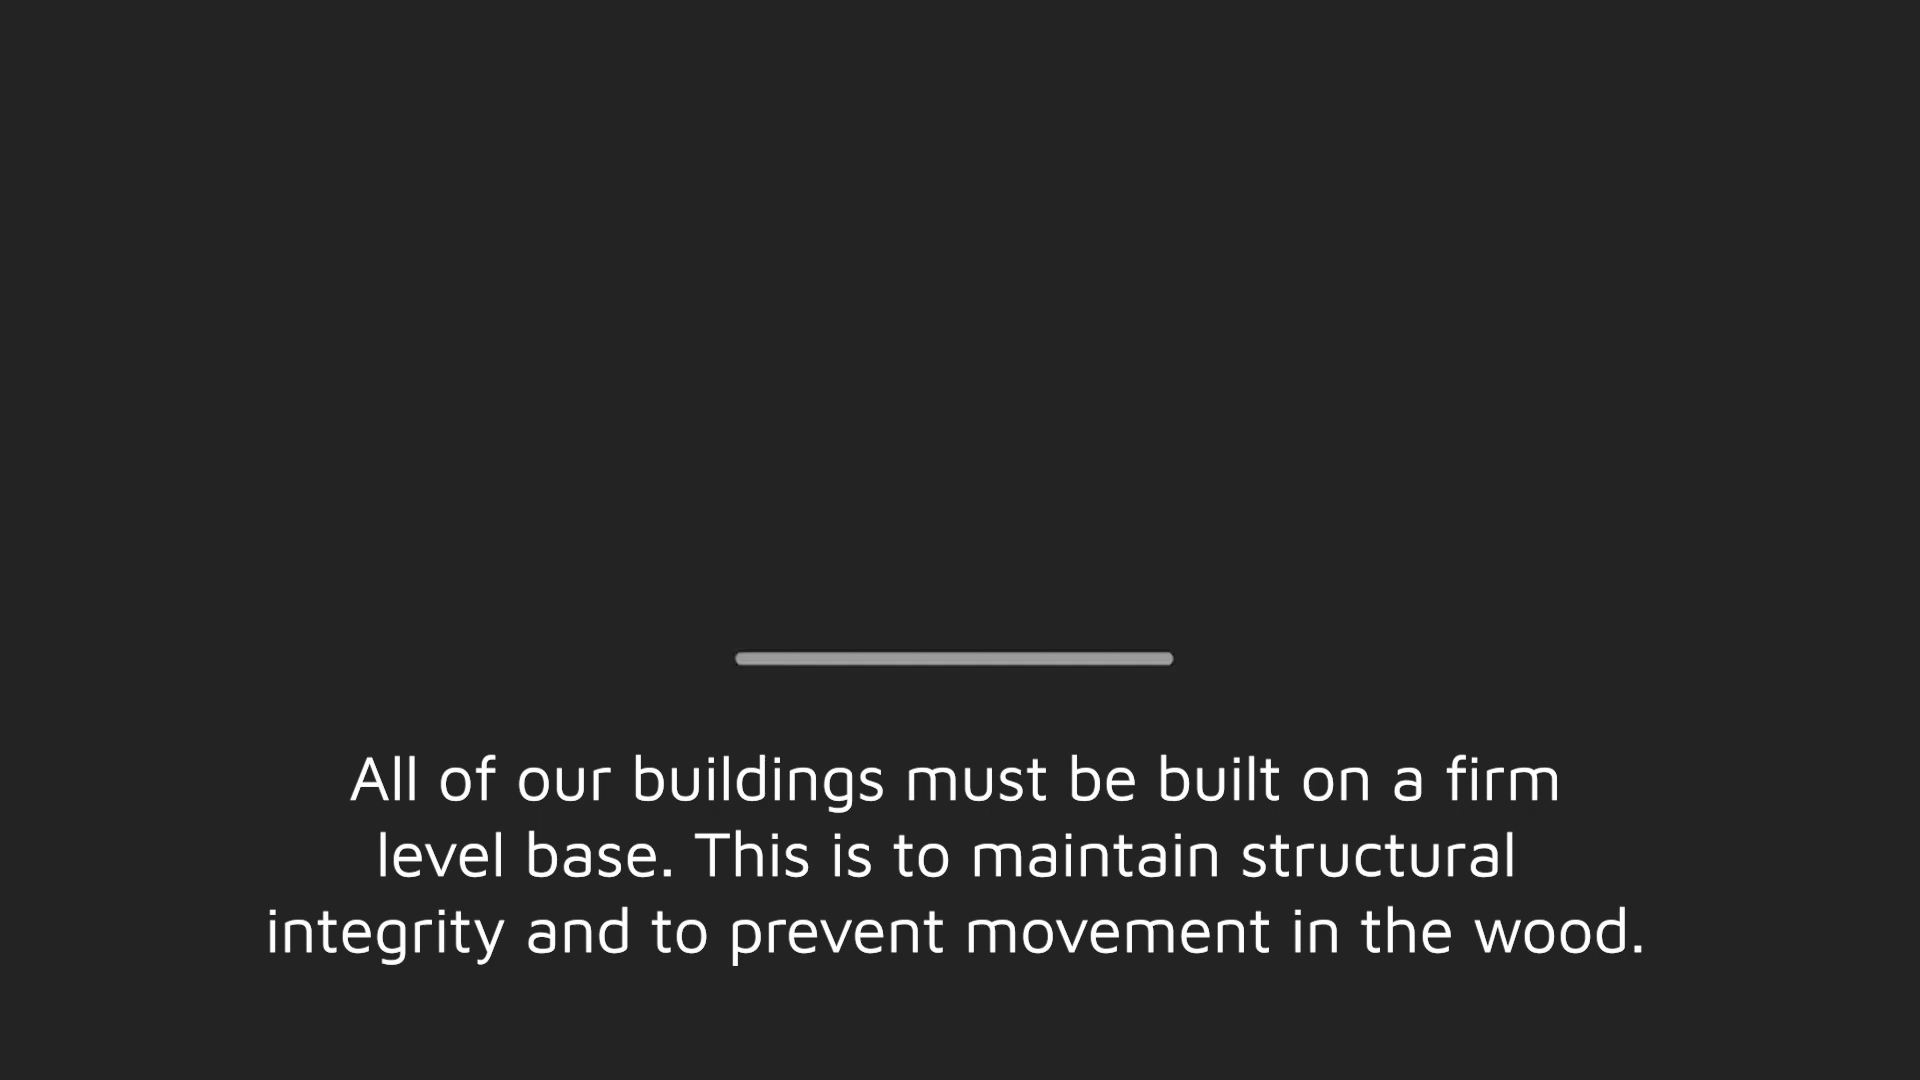 All of our buildings must be built on a firm
level base. This is to maintain structural
integrity and to prevent movement in the wood.